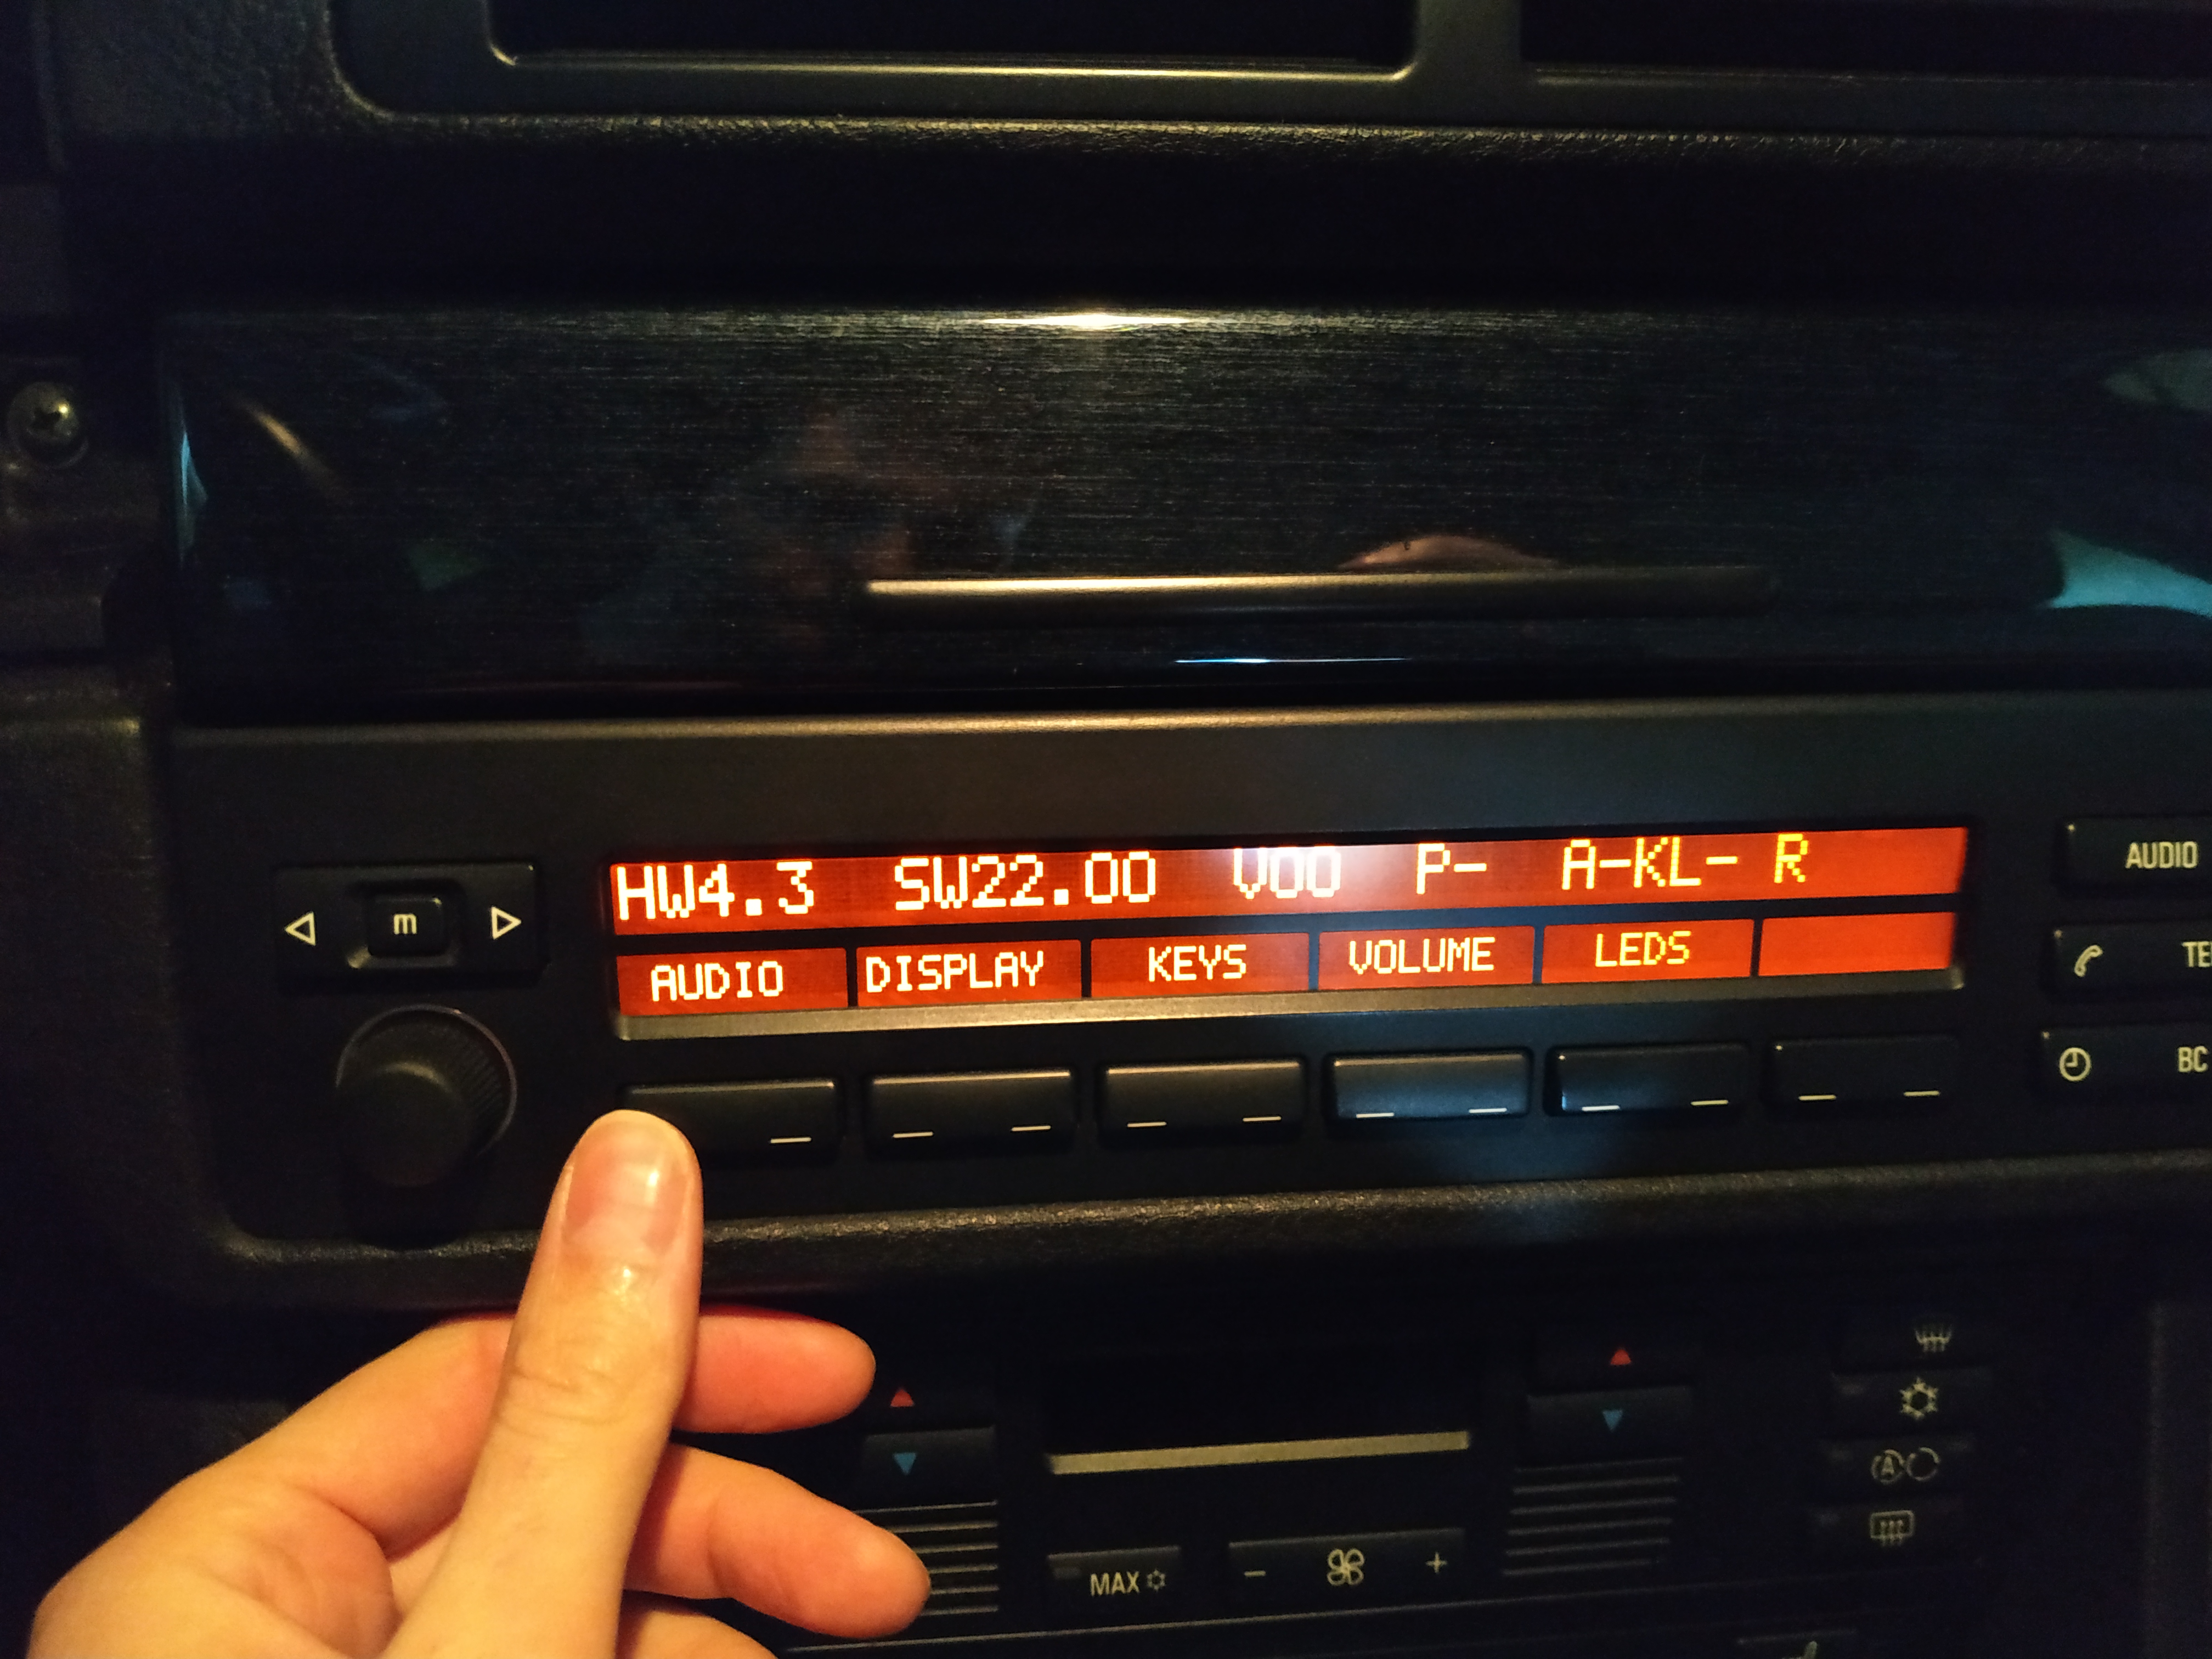 HW4.3 SW22.00 V00 P- A-KL- R
AUDIO DISPLAY KEYS VOLUME LEDS
m
AUDIO
BC
MAX - +
A